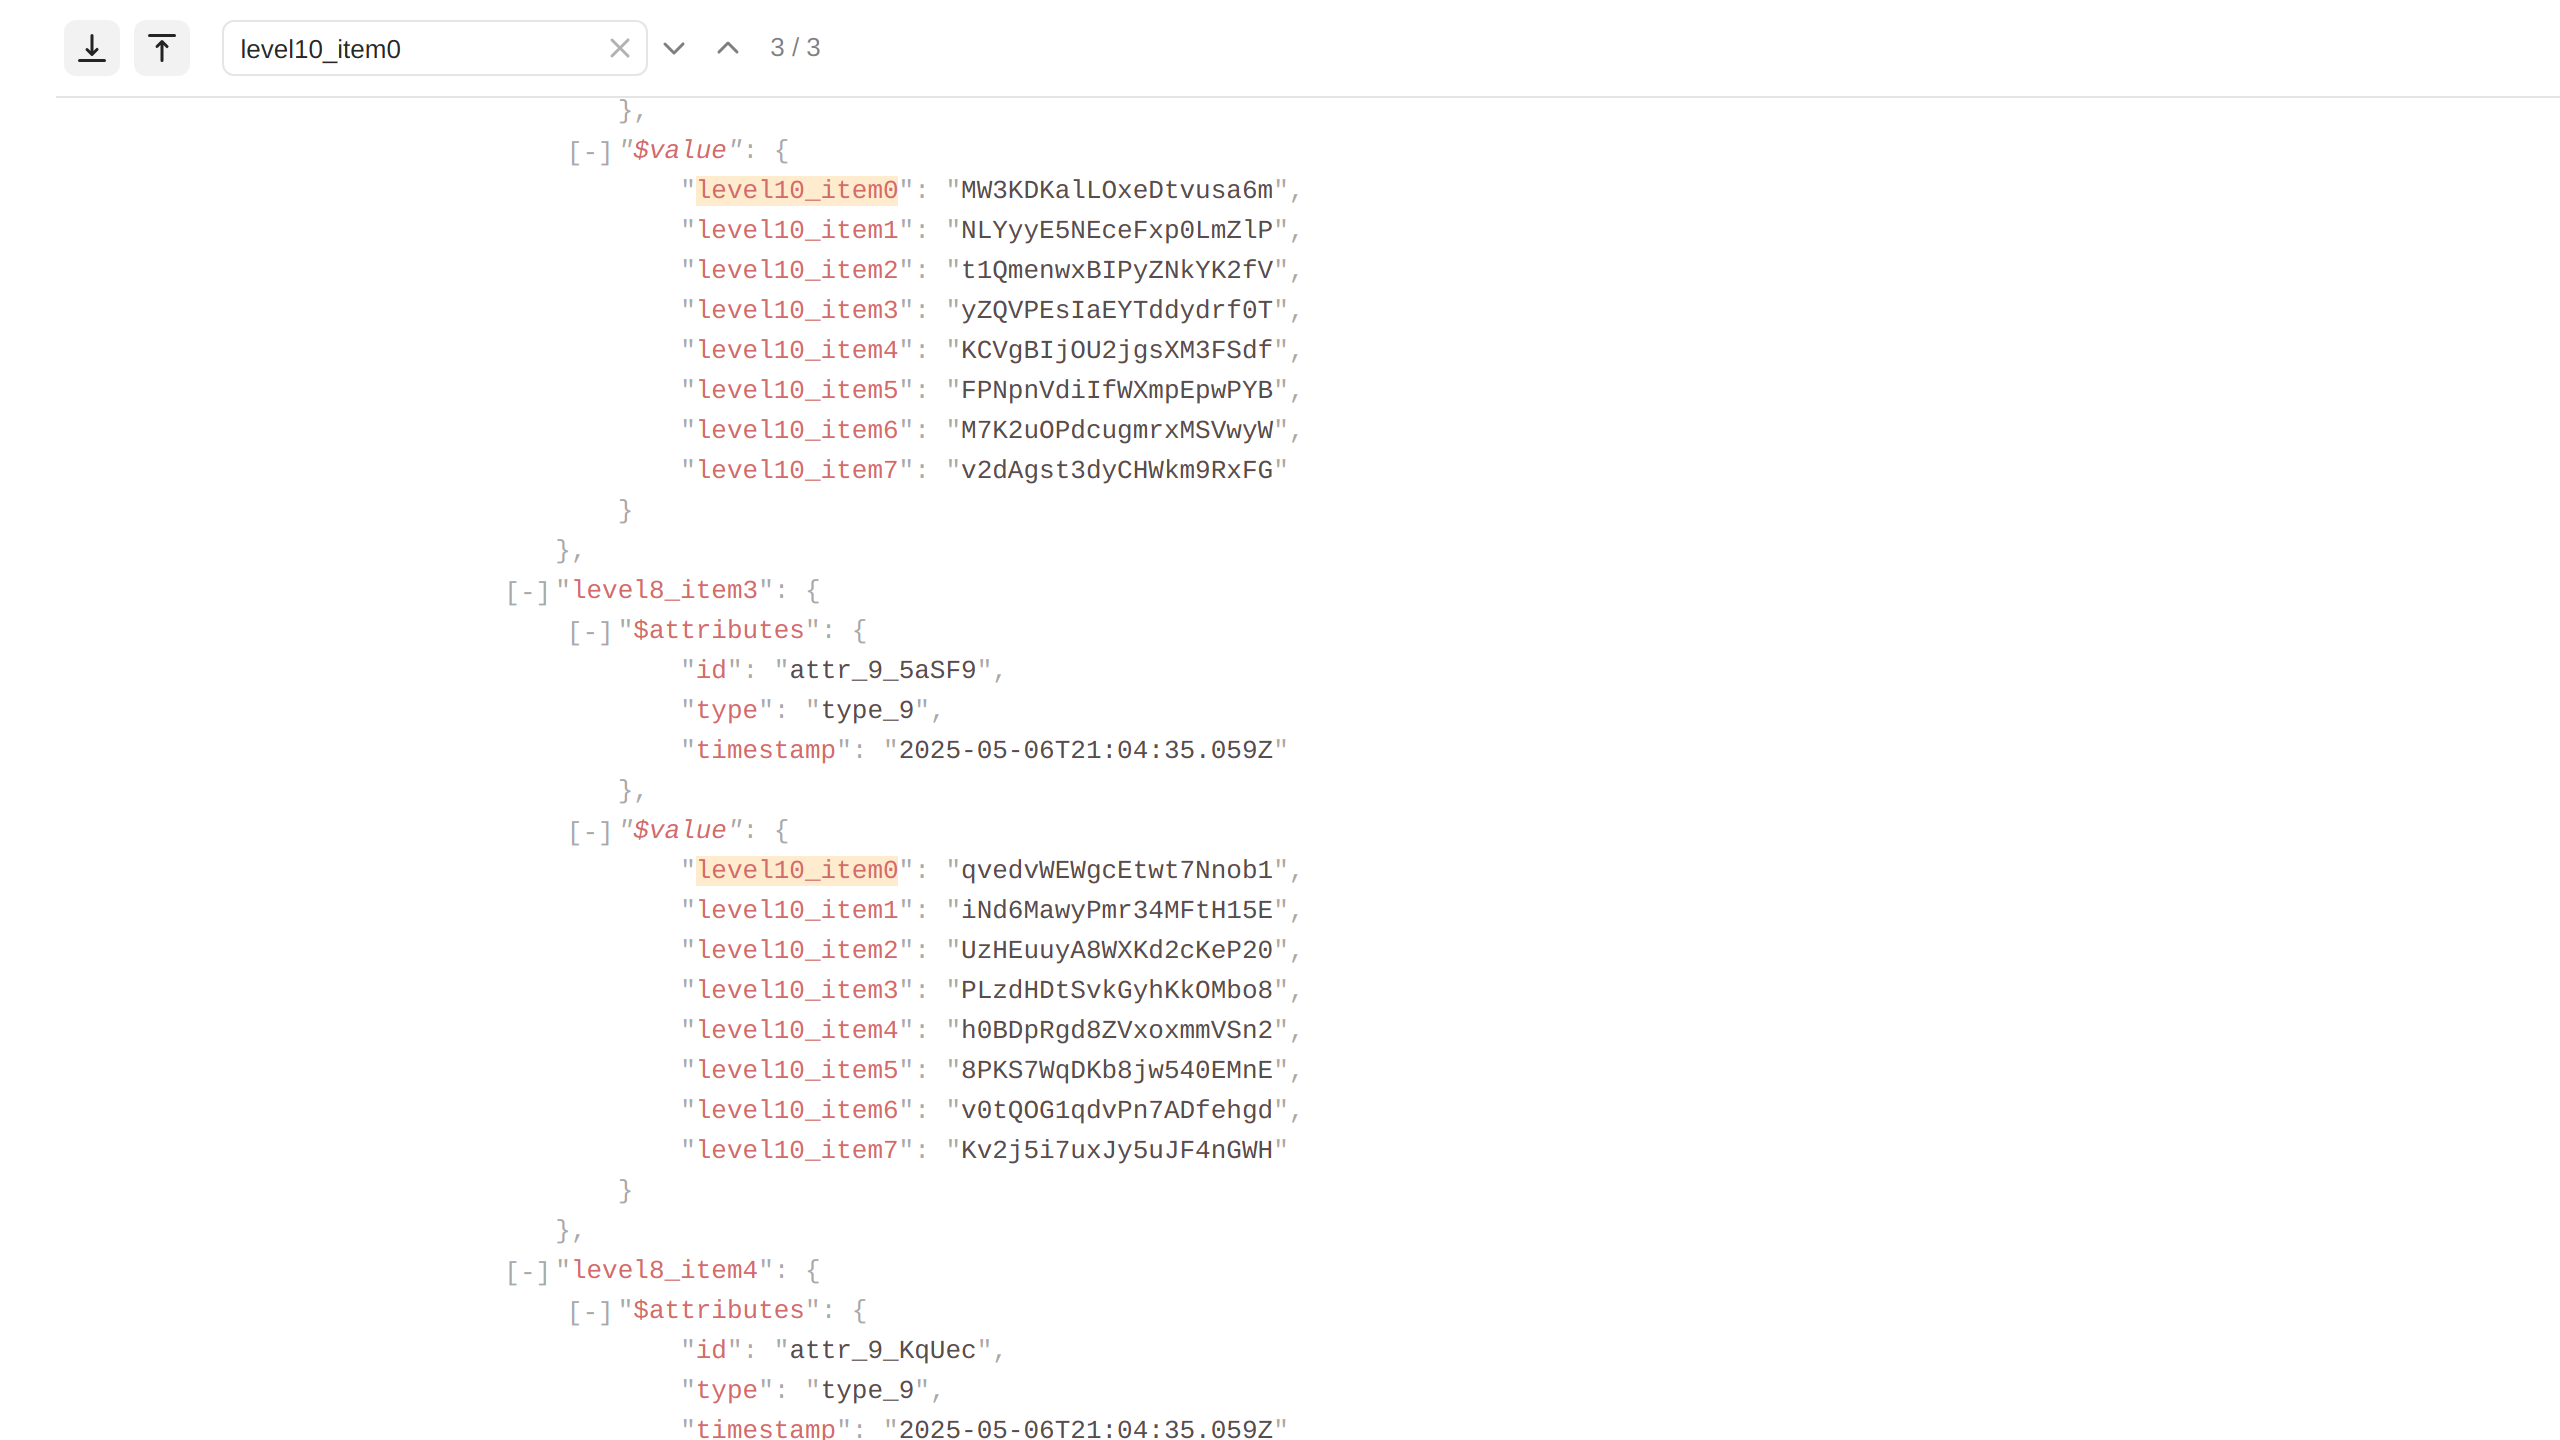 level10_item0 3 / 3
},
[-] "$value": {
"level10_item0": "MW3KDKalLOxeDtvusa6m",
"level10_item1": "NLYyyE5NEceFxp0LmZlP",
"level10_item2": "t1QmenwxBIPyZNkYK2fV",
"level10_item3": "yZQVPEsIaEYTddydrf0T",
"level10_item4": "KCVgBIjOU2jgsXM3FSdf",
"level10_item5": "FPNpnVdiIfWXmpEpwPYB",
"level10_item6": "M7K2uOPdcugmrxMSVwyW",
"level10_item7": "v2dAgst3dyCHWkm9RxFG"
}
},
[-] "level8_item3": {
[-] "$attributes": {
"id": "attr_9_5aSF9",
"type": "type_9",
"timestamp": "2025-05-06T21:04:35.059Z"
},
[-] "$value": {
"level10_item0": "qvedvWEWgcEtwt7Nnob1",
"level10_item1": "iNd6MawyPmr34MFtH15E",
"level10_item2": "UzHEuuyA8WXKd2cKeP20",
"level10_item3": "PLzdHDtSvkGyhKkOMbo8",
"level10_item4": "h0BDpRgd8ZVxoxmmVSn2",
"level10_item5": "8PKS7WqDKb8jw540EMnE",
"level10_item6": "v0tQOG1qdvPn7ADfehgd",
"level10_item7": "Kv2j5i7uxJy5uJF4nGWH"
}
},
[-] "level8_item4": {
[-] "$attributes": {
"id": "attr_9_KqUec",
"type": "type_9",
"timestamp": "2025-05-06T21:04:35.059Z"